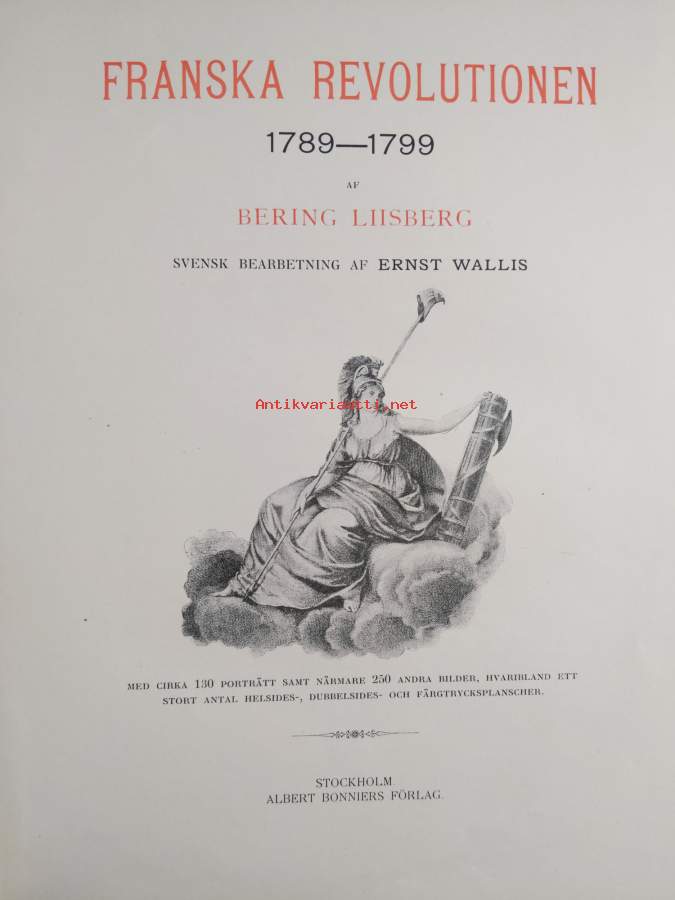 FRANSKA REVOLUTIONEN
1789—1799
AF
BERING LIISBERG
SVENSK BEARBETNING AF ERNST WALLIS
Antikvariaatti.net
MED CIRKA 130 PORTRÄTT SAMT NÄRMARE 250 ANDRA BILDER, HVARIBLAND ETT
STORT ANTAL HELSIDES-, DUBBELSIDES- OCH FÄRGTRYCKSPLANSCHER.
STOCKHOLM.
ALBERT BONNIERS FÖRLAG.